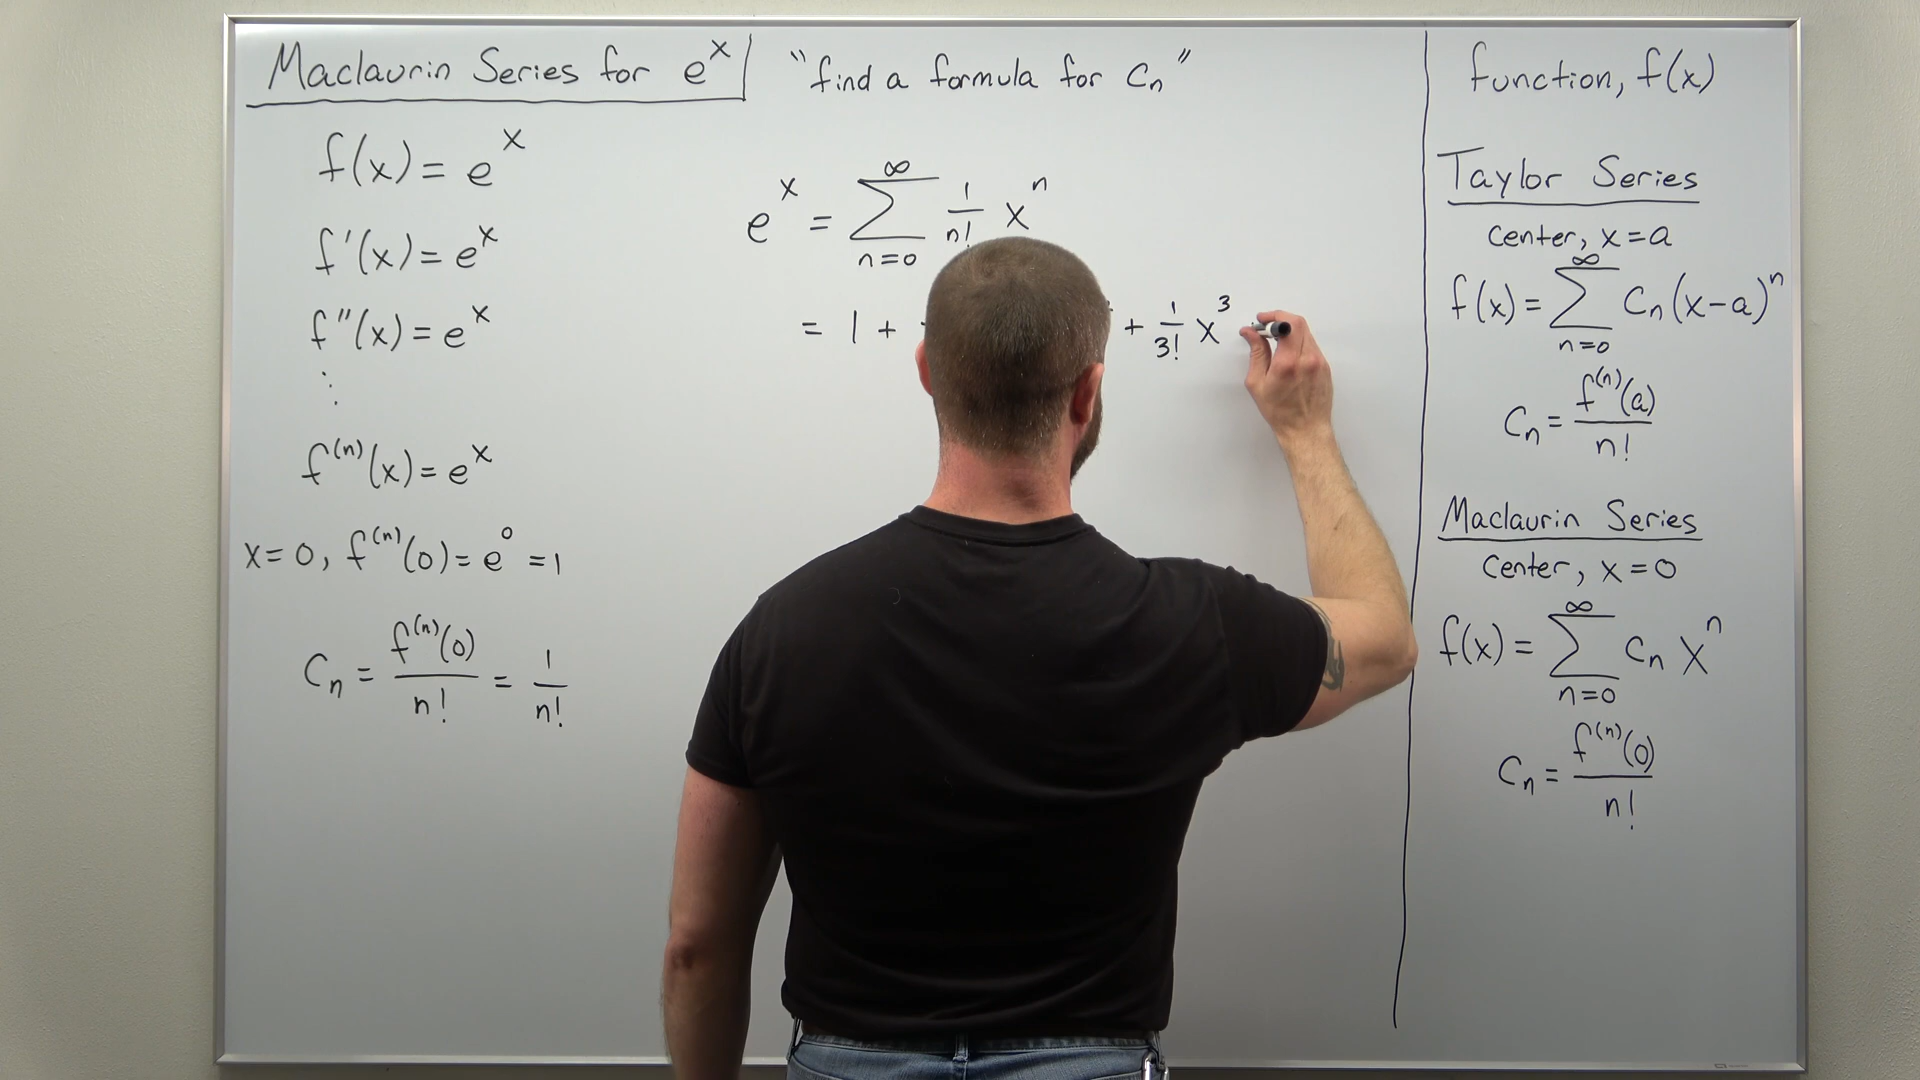 Maclaurin Series for e^x
f(x) = e^x
f'(x) = e^x
f''(x) = e^x
⋱
f^(n)(x) = e^x
x=0, f^(n)(0) = e^0 = 1
C_n = f^(n)(0) / n! = 1 / n!
"find a formula for C_n"
e^x = ∑_{n=0}^{∞} 1/n! x^n
= 1 + + 1/3! x^3
function, f(x)
Taylor Series
center, x=a
f(x) = ∑_{n=0}^{∞} C_n (x-a)^n
C_n = f^(n)(a) / n!
Maclaurin Series
center, x=0
f(x) = ∑_{n=0}^{∞} C_n x^n
C_n = f^(n)(0) / n!